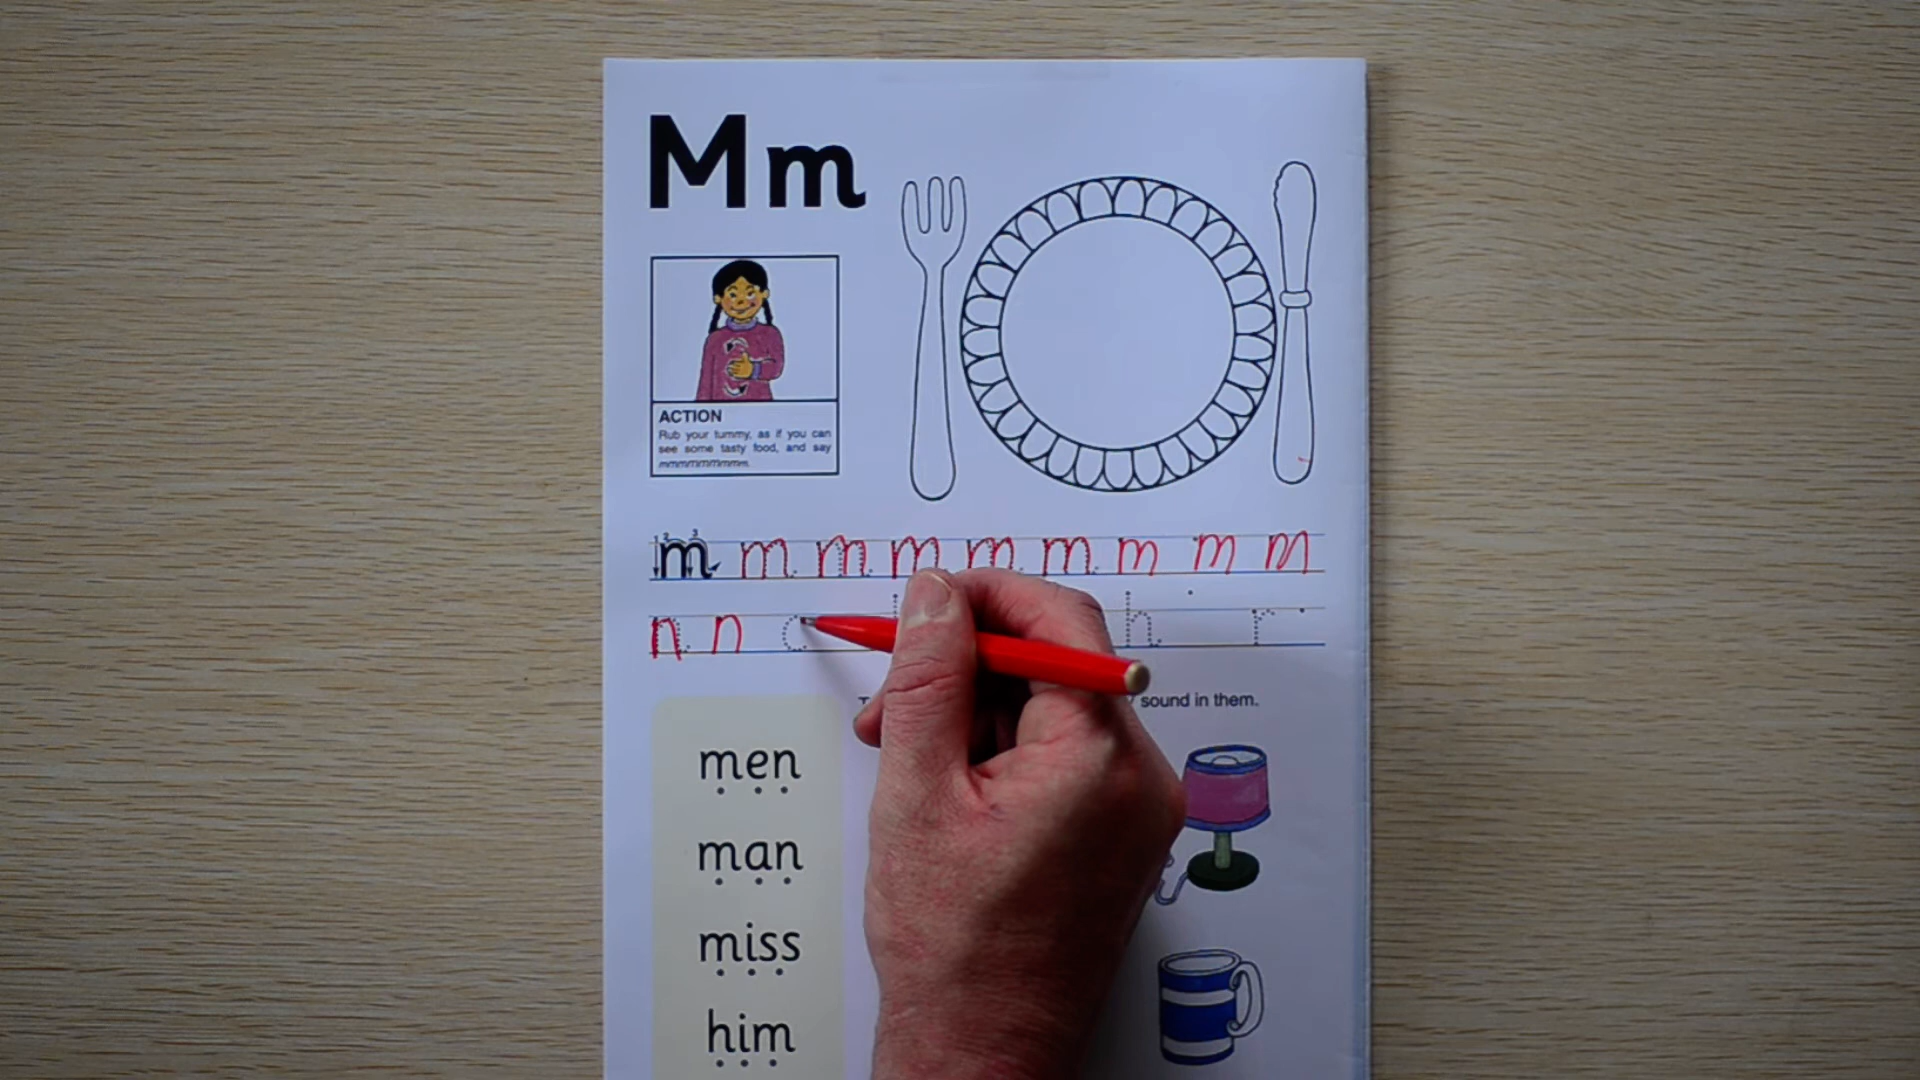 Mm
ACTION
Rub your tummy, as if you can
see some tasty food, and say
mmmmmmmm.
m m m m m m m m m
n n c h r
sound in them.
men
man
miss
him